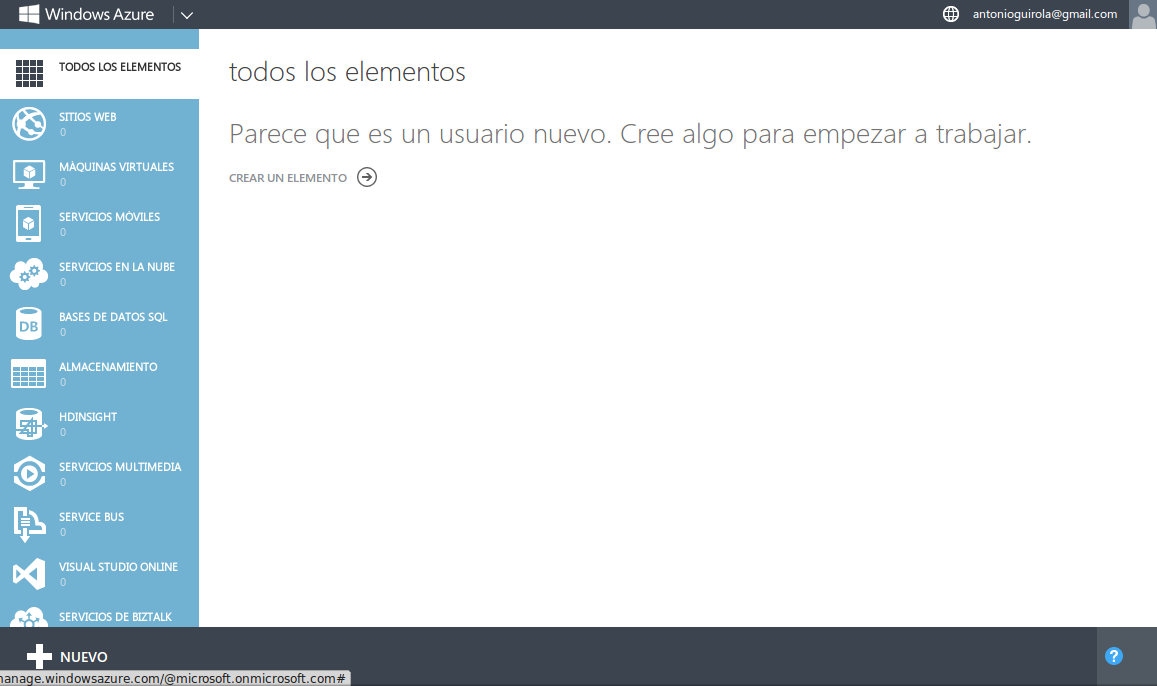 Windows Azure
antonioguirola@gmail.com
TODOS LOS ELEMENTOS
SITIOS WEB
0
MÁQUINAS VIRTUALES
0
SERVICIOS MÓVILES
0
SERVICIOS EN LA NUBE
0
BASES DE DATOS SQL
0
DB
ALMACENAMIENTO
0
HDINSIGHT
0
SERVICIOS MULTIMEDIA
0
SERVICE BUS
0
VISUAL STUDIO ONLINE
0
SERVICIOS DE BIZTALK
todos los elementos
Parece que es un usuario nuevo. Cree algo para empezar a trabajar.
CREAR UN ELEMENTO
NUEVO
?
manage.windowsazure.com/@microsoft.onmicrosoft.com#